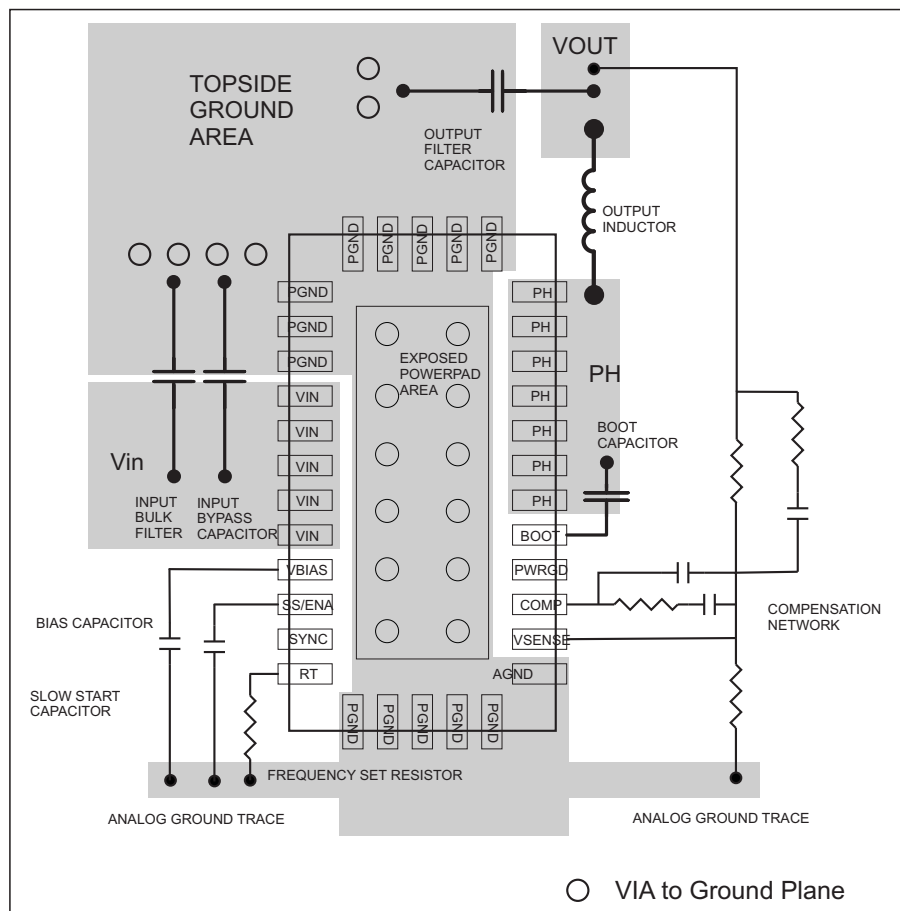 VOUT
TOPSIDE
GROUND
AREA
OUTPUT
FILTER
CAPACITOR
OUTPUT
INDUCTOR
PGND
PGND
PGND
PGND
PGND
PGND
PGND
PGND
VIN
VIN
VIN
VIN
VIN
VBIAS
SS/ENA
SYNC
RT
EXPOSED
POWERPAD
AREA
PH
PH
PH
PH
PH
PH
PH
BOOT
PWRGD
COMP
VSENSE
AGND
PH
BOOT
CAPACITOR
Vin
INPUT
BULK
FILTER
INPUT
BYPASS
CAPACITOR
BIAS CAPACITOR
SLOW START
CAPACITOR
COMPENSATION
NETWORK
PGND
PGND
PGND
PGND
PGND
FREQUENCY SET RESISTOR
ANALOG GROUND TRACE
ANALOG GROUND TRACE
VIA to Ground Plane